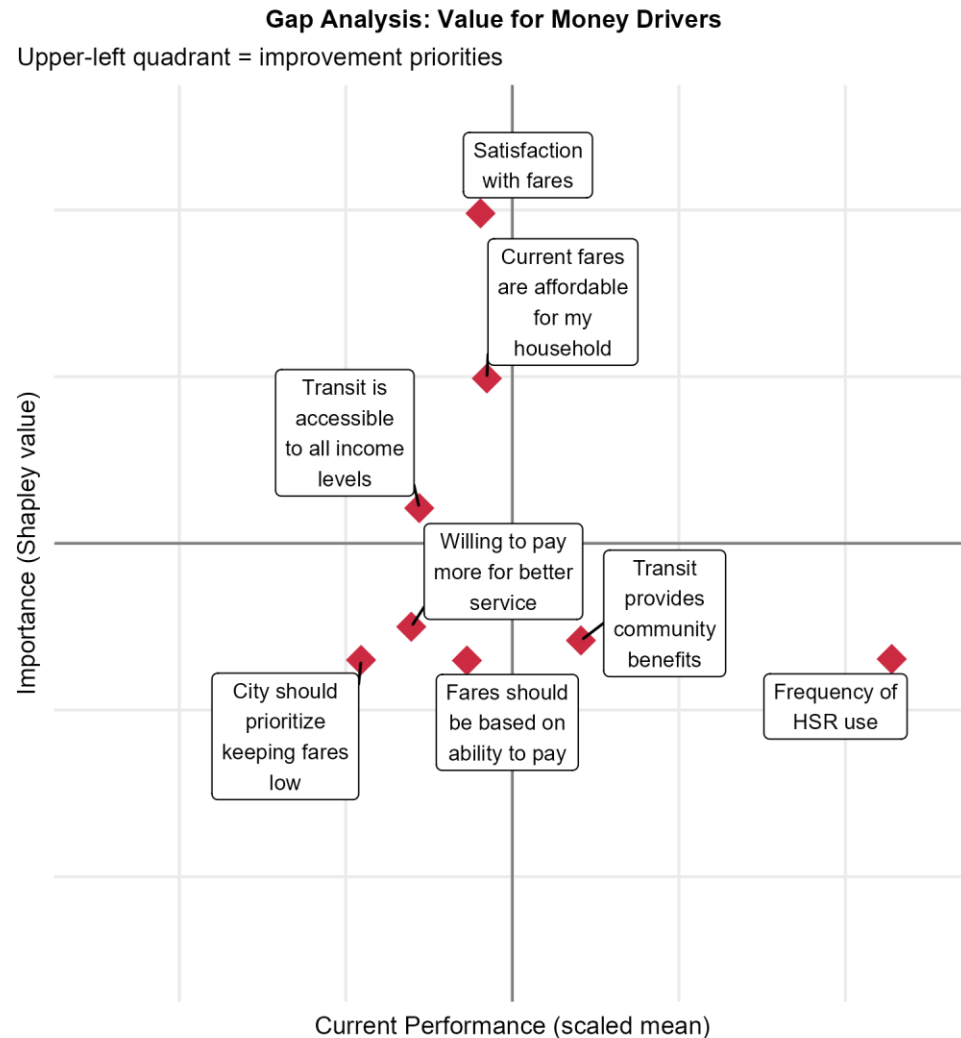 Gap Analysis: Value for Money Drivers
Upper-left quadrant = improvement priorities
Satisfaction
with fares
Current fares
are affordable
for my
household
Transit is
accessible
to all income
levels
Willing to pay
more for better
service
Transit
provides
community
benefits
City should
prioritize
keeping fares
low
Fares should
be based on
ability to pay
Frequency of
HSR use
Importance (Shapley value)
Current Performance (scaled mean)